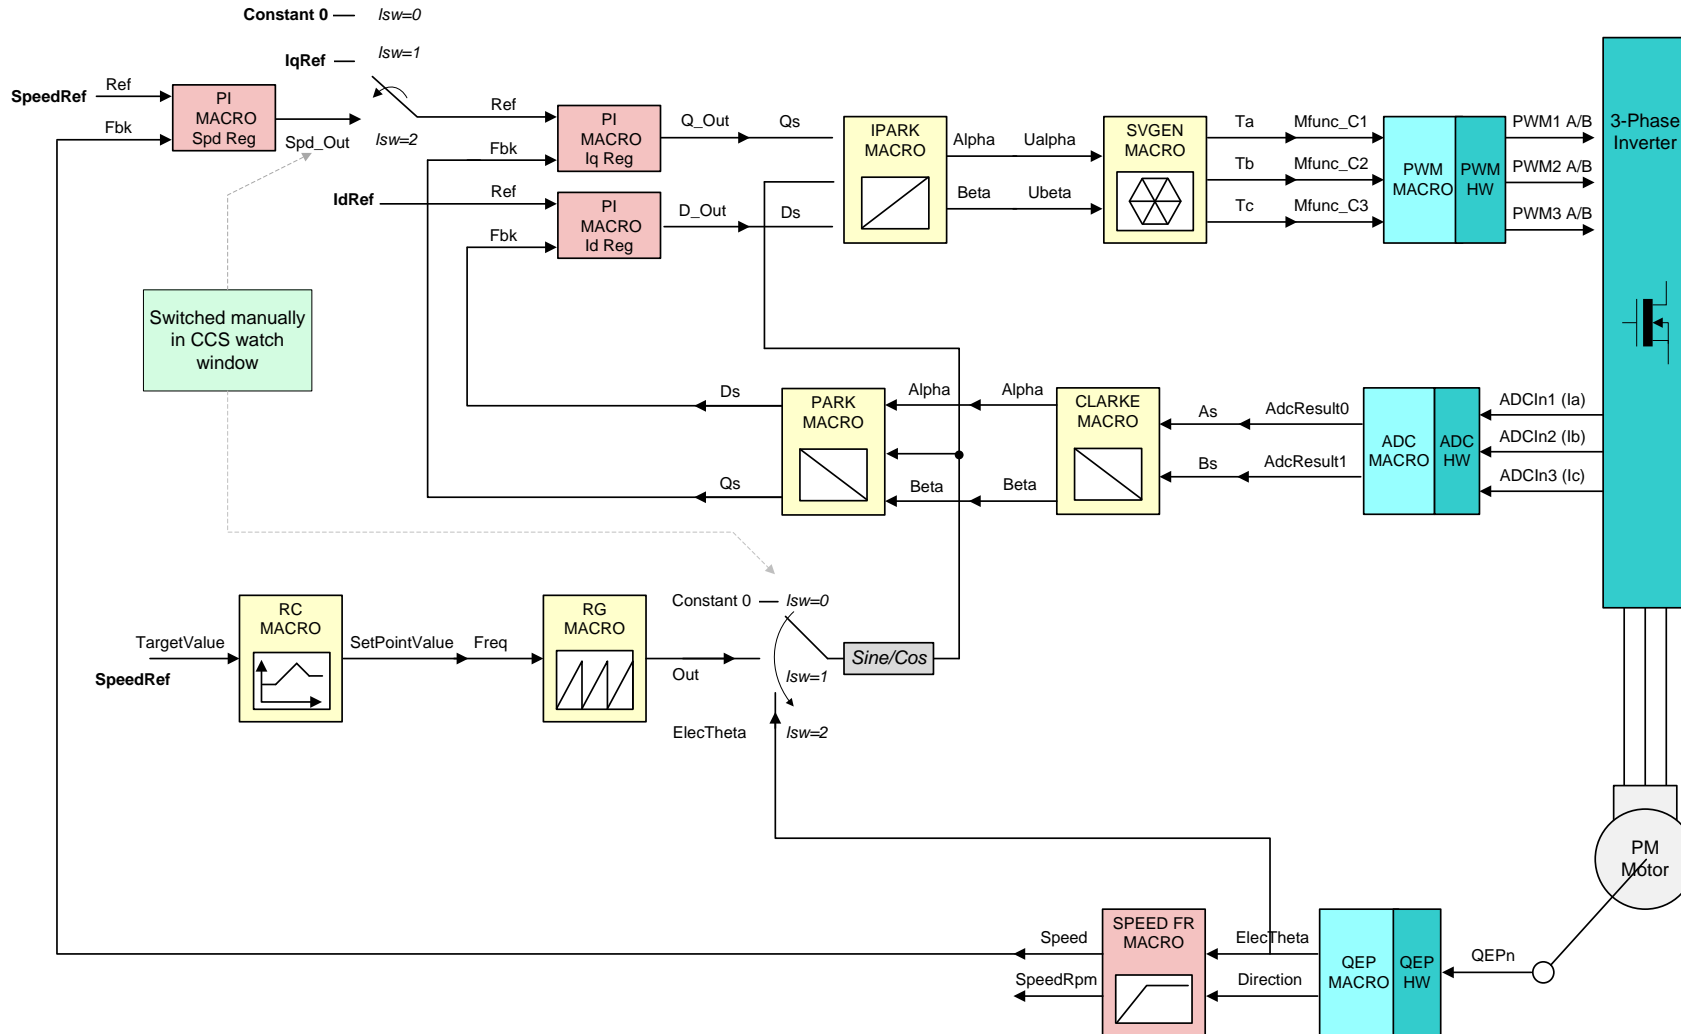 Constant 0
Isw=0
IqRef
Isw=1
SpeedRef
Ref
Fbk
PI
MACRO
Spd Reg
Spd_Out
Isw=2
Ref
Fbk
PI
MACRO
Iq Reg
Q_Out
Qs
IdRef
Ref
Fbk
PI
MACRO
Id Reg
D_Out
Ds
IPARK
MACRO
Alpha
Ualpha
Beta
Ubeta
SVGEN
MACRO
Ta
Mfunc_C1
Tb
Mfunc_C2
Tc
Mfunc_C3
PWM
MACRO
PWM
HW
PWM1 A/B
PWM2 A/B
PWM3 A/B
3-Phase
Inverter
Switched manually
in CCS watch
window
Ds
Qs
PARK
MACRO
Alpha
Alpha
Beta
Beta
CLARKE
MACRO
As
AdcResult0
Bs
AdcResult1
ADC
MACRO
ADC
HW
ADCIn1 (Ia)
ADCIn2 (Ib)
ADCIn3 (Ic)
TargetValue
SpeedRef
RC
MACRO
SetPointValue
Freq
RG
MACRO
Out
Constant 0
Isw=0
Isw=1
Sine/Cos
ElecTheta
Isw=2
PM
Motor
Speed
SpeedRpm
SPEED FR
MACRO
ElecTheta
Direction
QEP
MACRO
QEP
HW
QEPn